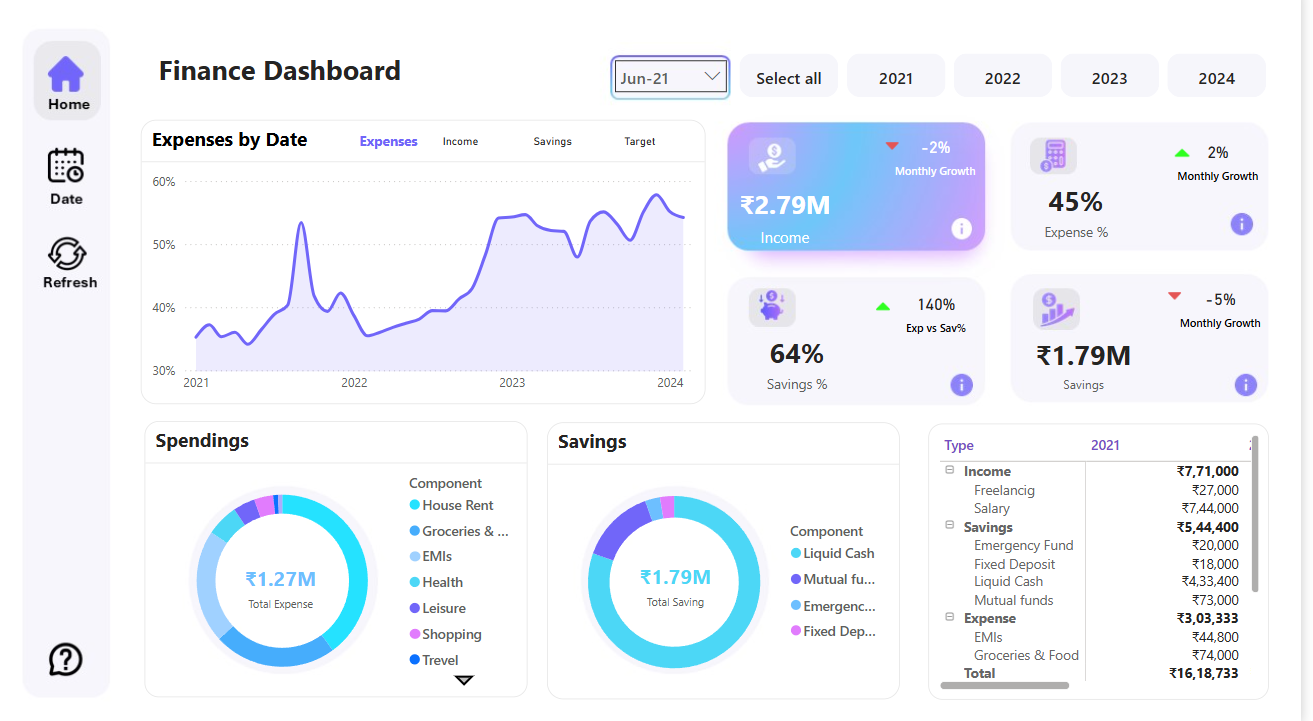 Home
Date
Refresh
Finance Dashboard
Jun-21
Select all
2021
2022
2023
2024
Expenses by Date
Expenses
Income
Savings
Target
60%
50%
40%
30%
2021
2022
2023
2024
-2%
Monthly Growth
₹2.79M
Income
2%
Monthly Growth
45%
Expense %
140%
Exp vs Sav%
64%
Savings %
-5%
Monthly Growth
₹1.79M
Savings
Spendings
₹1.27M
Total Expense
Component
House Rent
Groceries & ...
EMIs
Health
Leisure
Shopping
Trevel
Savings
₹1.79M
Total Saving
Component
Liquid Cash
Mutual fu...
Emergenc...
Fixed Dep...
Type 2021
Income ₹7,71,000
Freelancig ₹27,000
Salary ₹7,44,000
Savings ₹5,44,400
Emergency Fund ₹20,000
Fixed Deposit ₹18,000
Liquid Cash ₹4,33,400
Mutual funds ₹73,000
Expense ₹3,03,333
EMIs ₹44,800
Groceries & Food ₹74,000
Total ₹16,18,733